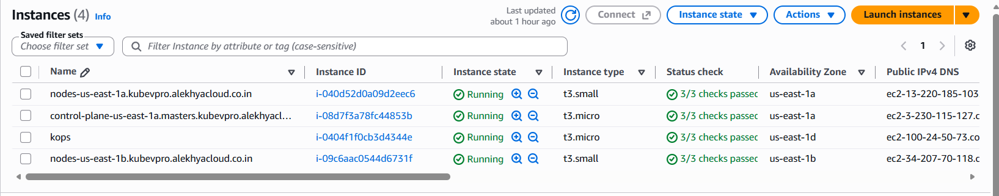 Instances (4) Info
Last updated
about 1 hour ago
Connect
Instance state
Actions
Launch instances
Saved filter sets
Choose filter set
Filter Instance by attribute or tag (case-sensitive)
1
Name Instance ID Instance state Instance type Status check Availability Zone Public IPv4 DNS
nodes-us-east-1a.kubevpro.alekhyacloud.co.in i-040d52d0a09d2eec6 Running t3.small 3/3 checks passed us-east-1a ec2-13-220-185-103
control-plane-us-east-1a.masters.kubevpro.alekhyacl... i-08d7f3a78fc44853b Running t3.micro 3/3 checks passed us-east-1a ec2-3-230-115-127.c
kops i-0404f1f0cb3d4344e Running t3.micro 3/3 checks passed us-east-1d ec2-100-24-50-73.co
nodes-us-east-1b.kubevpro.alekhyacloud.co.in i-09c6aac0544d6731f Running t3.small 3/3 checks passed us-east-1b ec2-34-207-70-118.c